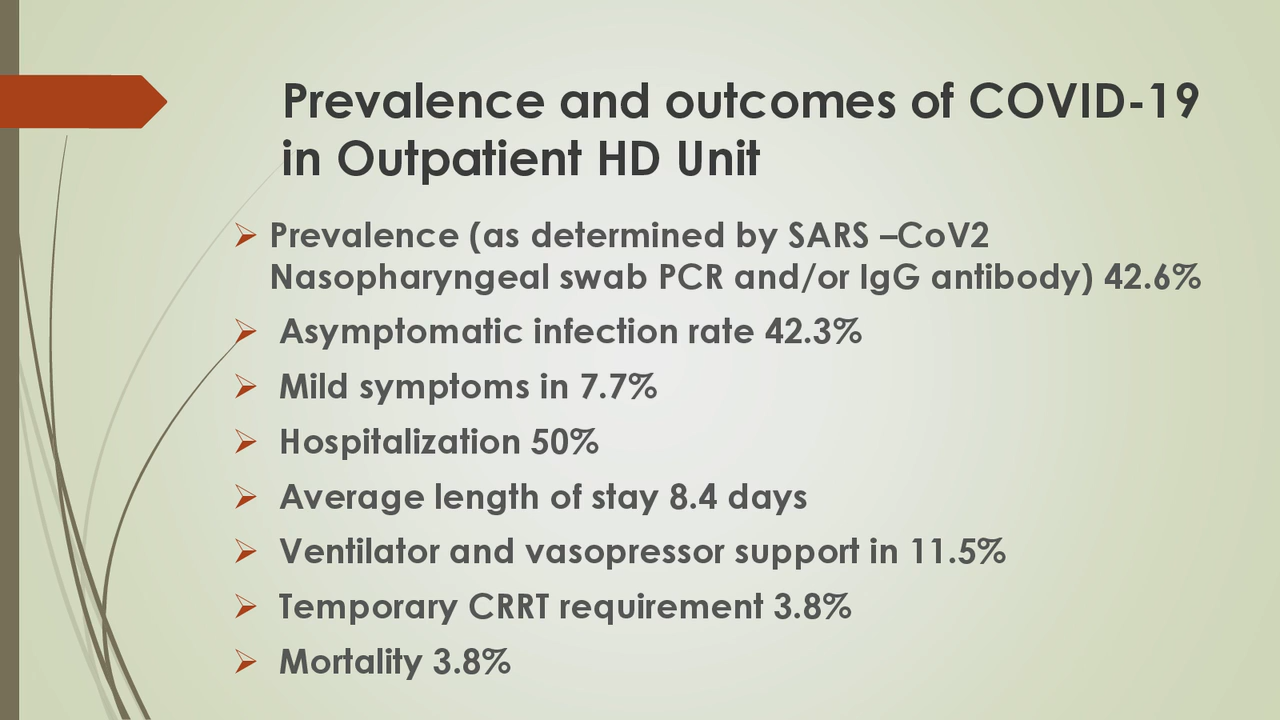 Prevalence and outcomes of COVID-19
in Outpatient HD Unit
Prevalence (as determined by SARS –CoV2
Nasopharyngeal swab PCR and/or IgG antibody) 42.6%
Asymptomatic infection rate 42.3%
Mild symptoms in 7.7%
Hospitalization 50%
Average length of stay 8.4 days
Ventilator and vasopressor support in 11.5%
Temporary CRRT requirement 3.8%
Mortality 3.8%